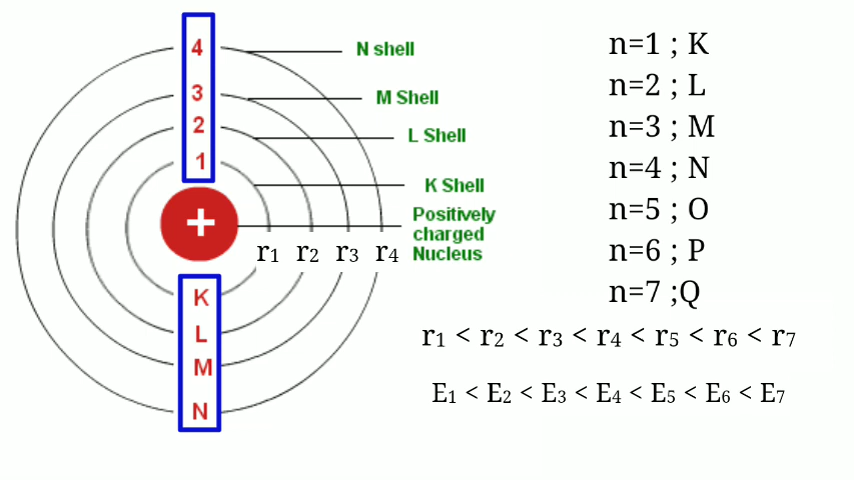 4
3
2
1
+
K
L
M
N
N shell
M Shell
L Shell
K Shell
Positively
charged
Nucleus
r₁ r₂ r₃ r₄
n=1 ; K
n=2 ; L
n=3 ; M
n=4 ; N
n=5 ; O
n=6 ; P
n=7 ;Q
r₁ < r₂ < r₃ < r₄ < r₅ < r₆ < r₇
E₁ < E₂ < E₃ < E₄ < E₅ < E₆ < E₇